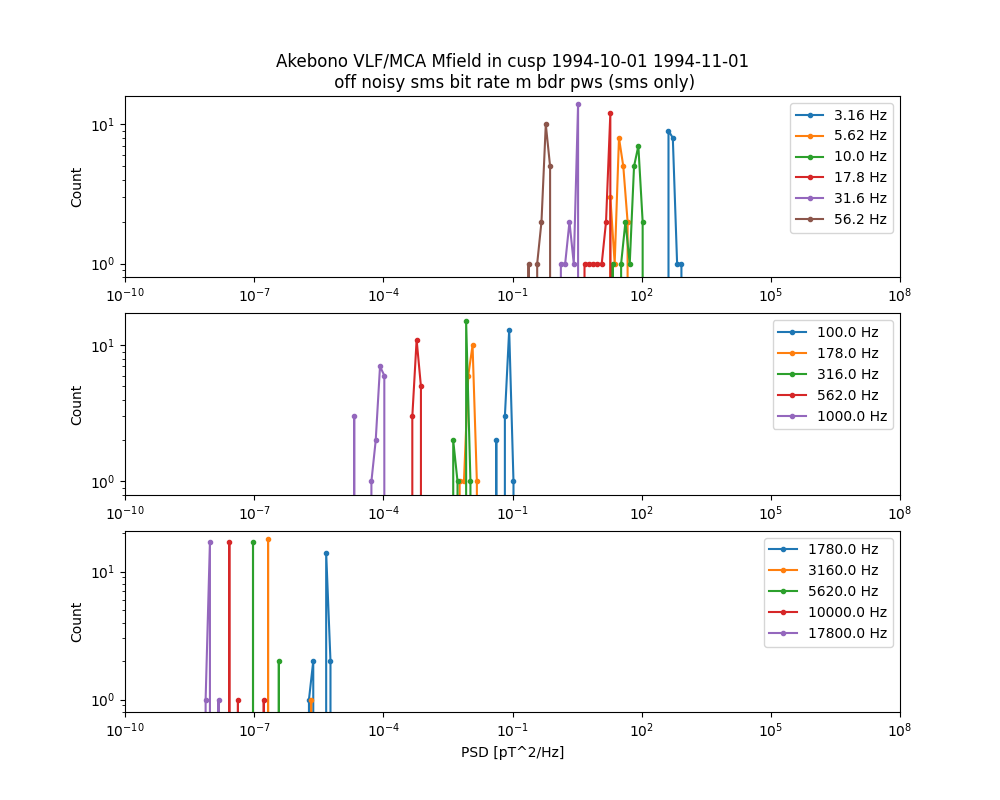 Akebono VLF/MCA Mfield in cusp 1994-10-01 1994-11-01
off noisy sms bit rate m bdr pws (sms only)
Count
10^1
10^0
3.16 Hz
5.62 Hz
10.0 Hz
17.8 Hz
31.6 Hz
56.2 Hz
10^-10 10^-7 10^-4 10^-1 10^2 10^5 10^8
Count
10^1
10^0
100.0 Hz
178.0 Hz
316.0 Hz
562.0 Hz
1000.0 Hz
10^-10 10^-7 10^-4 10^-1 10^2 10^5 10^8
Count
10^1
10^0
1780.0 Hz
3160.0 Hz
5620.0 Hz
10000.0 Hz
17800.0 Hz
10^-10 10^-7 10^-4 10^-1 10^2 10^5 10^8
PSD [pT^2/Hz]